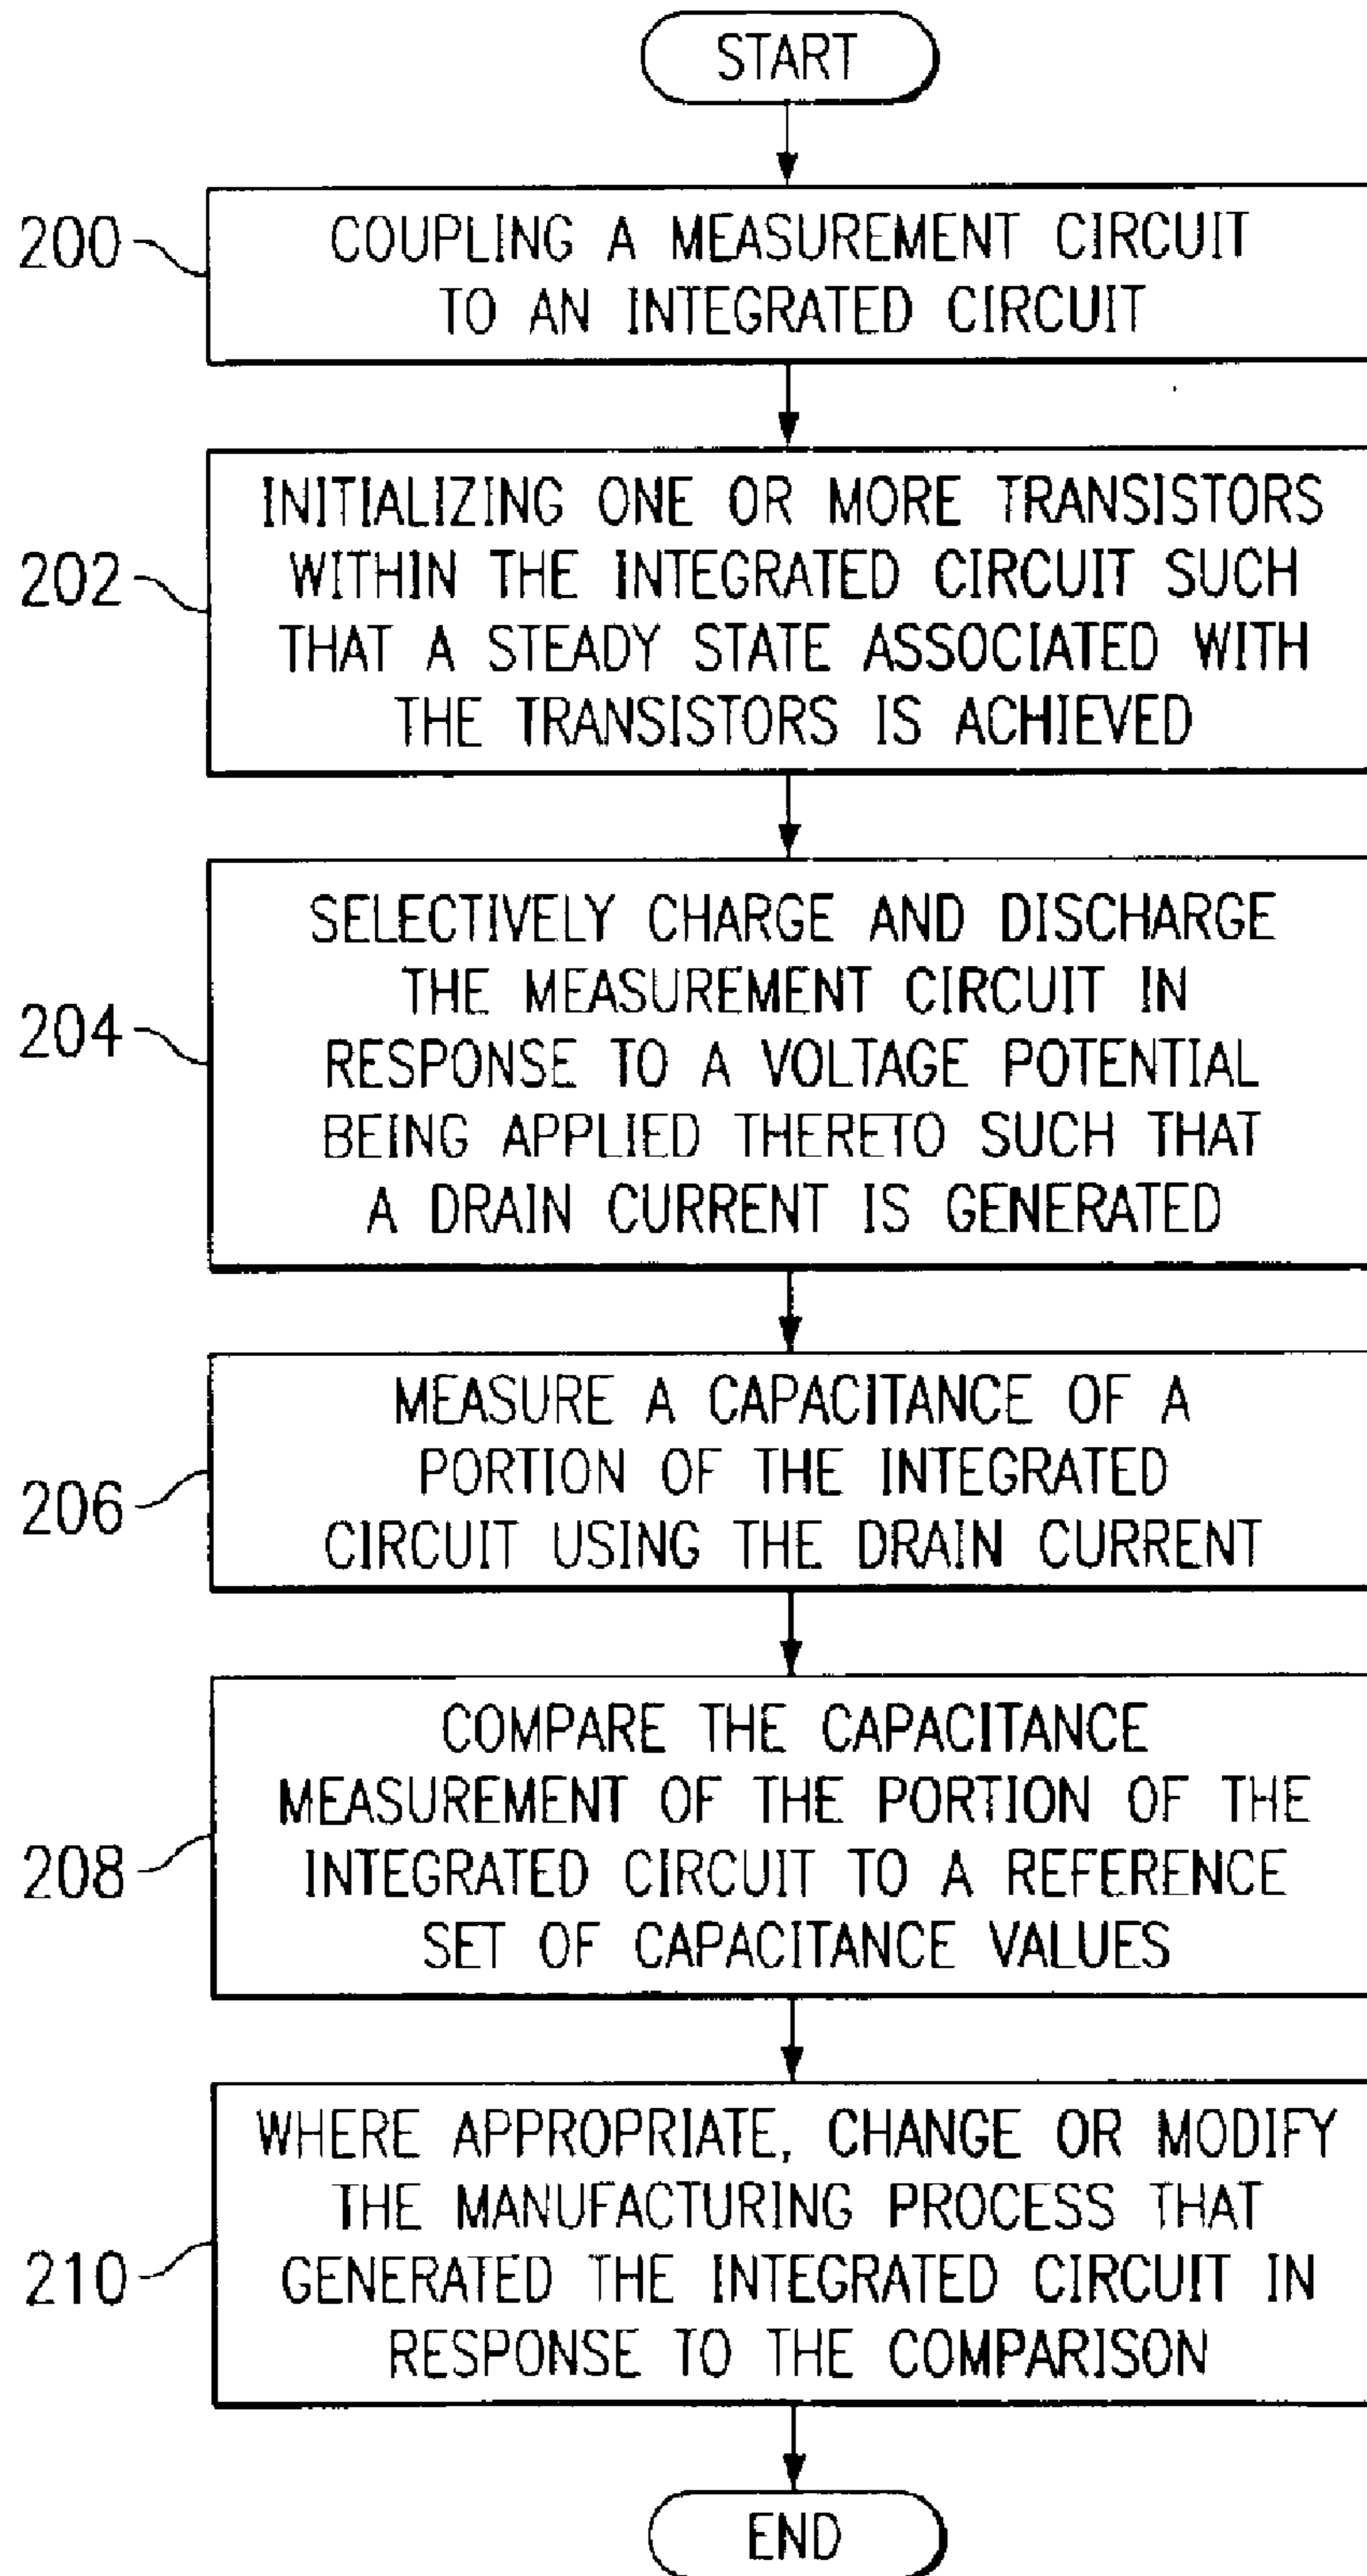 START
200
COUPLING A MEASUREMENT CIRCUIT
TO AN INTEGRATED CIRCUIT
202
INITIALIZING ONE OR MORE TRANSISTORS
WITHIN THE INTEGRATED CIRCUIT SUCH
THAT A STEADY STATE ASSOCIATED WITH
THE TRANSISTORS IS ACHIEVED
204
SELECTIVELY CHARGE AND DISCHARGE
THE MEASUREMENT CIRCUIT IN
RESPONSE TO A VOLTAGE POTENTIAL
BEING APPLIED THERETO SUCH THAT
A DRAIN CURRENT IS GENERATED
206
MEASURE A CAPACITANCE OF A
PORTION OF THE INTEGRATED
CIRCUIT USING THE DRAIN CURRENT
208
COMPARE THE CAPACITANCE
MEASUREMENT OF THE PORTION OF THE
INTEGRATED CIRCUIT TO A REFERENCE
SET OF CAPACITANCE VALUES
210
WHERE APPROPRIATE, CHANGE OR MODIFY
THE MANUFACTURING PROCESS THAT
GENERATED THE INTEGRATED CIRCUIT IN
RESPONSE TO THE COMPARISON
END